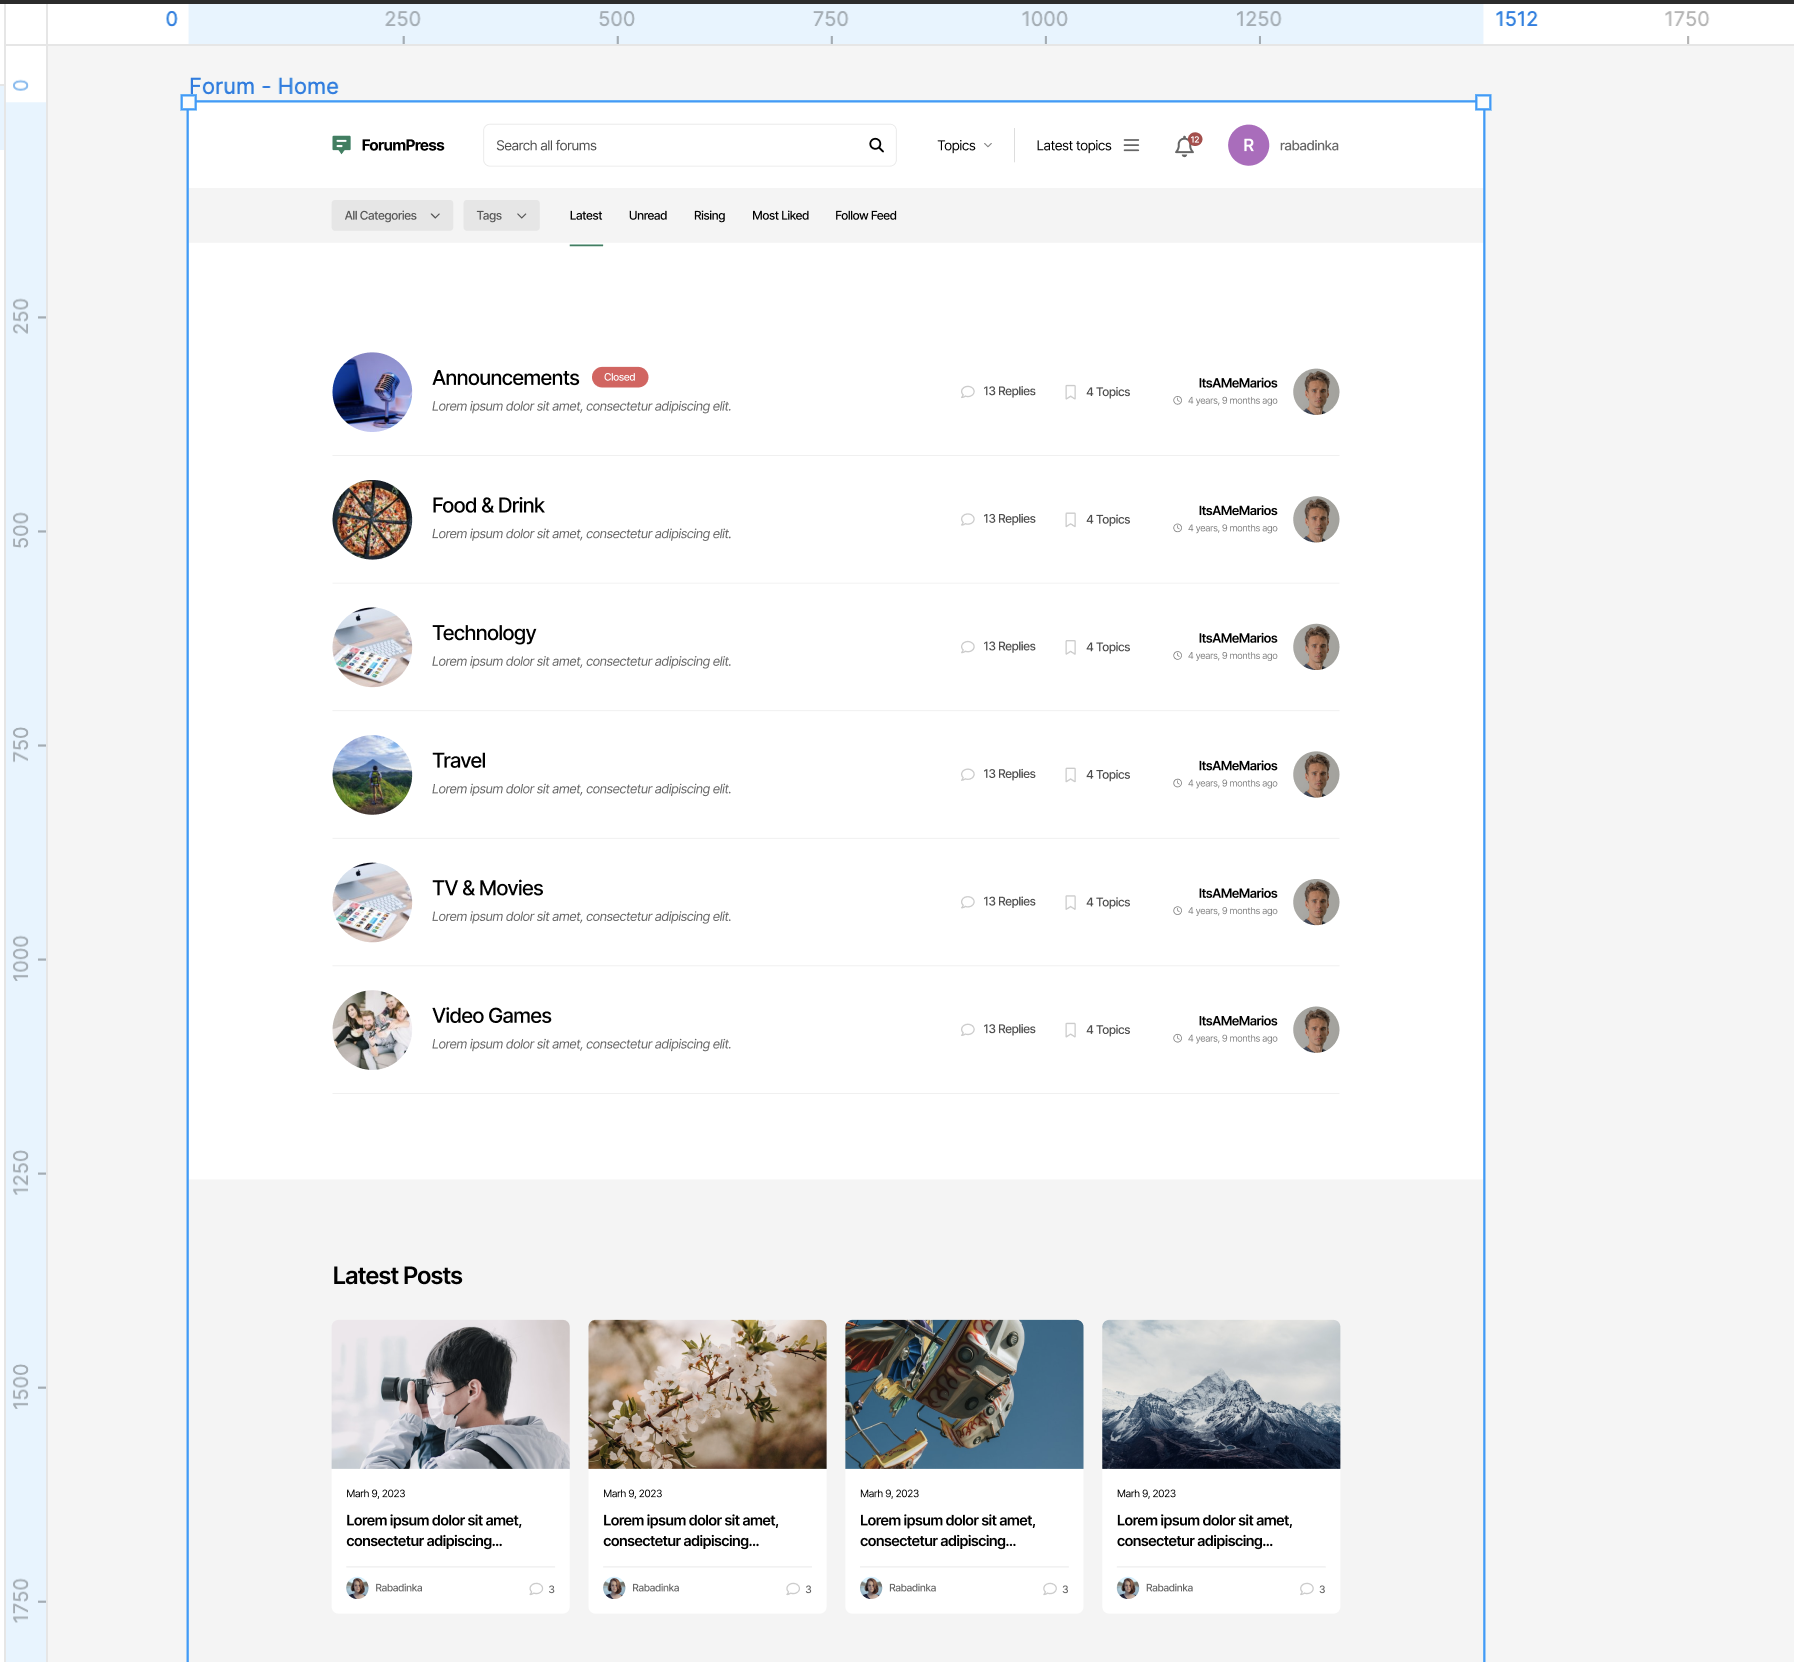 0 250 500 750 1000 1250 1512 1750
0
250
500
750
1000
1250
1500
1750
Forum - Home
ForumPress
Search all forums
Topics
Latest topics
12
R
rabadinka
All Categories
Tags
Latest
Unread
Rising
Most Liked
Follow Feed
Announcements
Closed
Lorem ipsum dolor sit amet, consectetur adipiscing elit.
13 Replies
4 Topics
ItsAMeMarios
4 years, 9 months ago
Food & Drink
Lorem ipsum dolor sit amet, consectetur adipiscing elit.
13 Replies
4 Topics
ItsAMeMarios
4 years, 9 months ago
Technology
Lorem ipsum dolor sit amet, consectetur adipiscing elit.
13 Replies
4 Topics
ItsAMeMarios
4 years, 9 months ago
Travel
Lorem ipsum dolor sit amet, consectetur adipiscing elit.
13 Replies
4 Topics
ItsAMeMarios
4 years, 9 months ago
TV & Movies
Lorem ipsum dolor sit amet, consectetur adipiscing elit.
13 Replies
4 Topics
ItsAMeMarios
4 years, 9 months ago
Video Games
Lorem ipsum dolor sit amet, consectetur adipiscing elit.
13 Replies
4 Topics
ItsAMeMarios
4 years, 9 months ago
Latest Posts
Marh 9, 2023
Lorem ipsum dolor sit amet,
consectetur adipiscing...
Rabadinka
3
Marh 9, 2023
Lorem ipsum dolor sit amet,
consectetur adipiscing...
Rabadinka
3
Marh 9, 2023
Lorem ipsum dolor sit amet,
consectetur adipiscing...
Rabadinka
3
Marh 9, 2023
Lorem ipsum dolor sit amet,
consectetur adipiscing...
Rabadinka
3